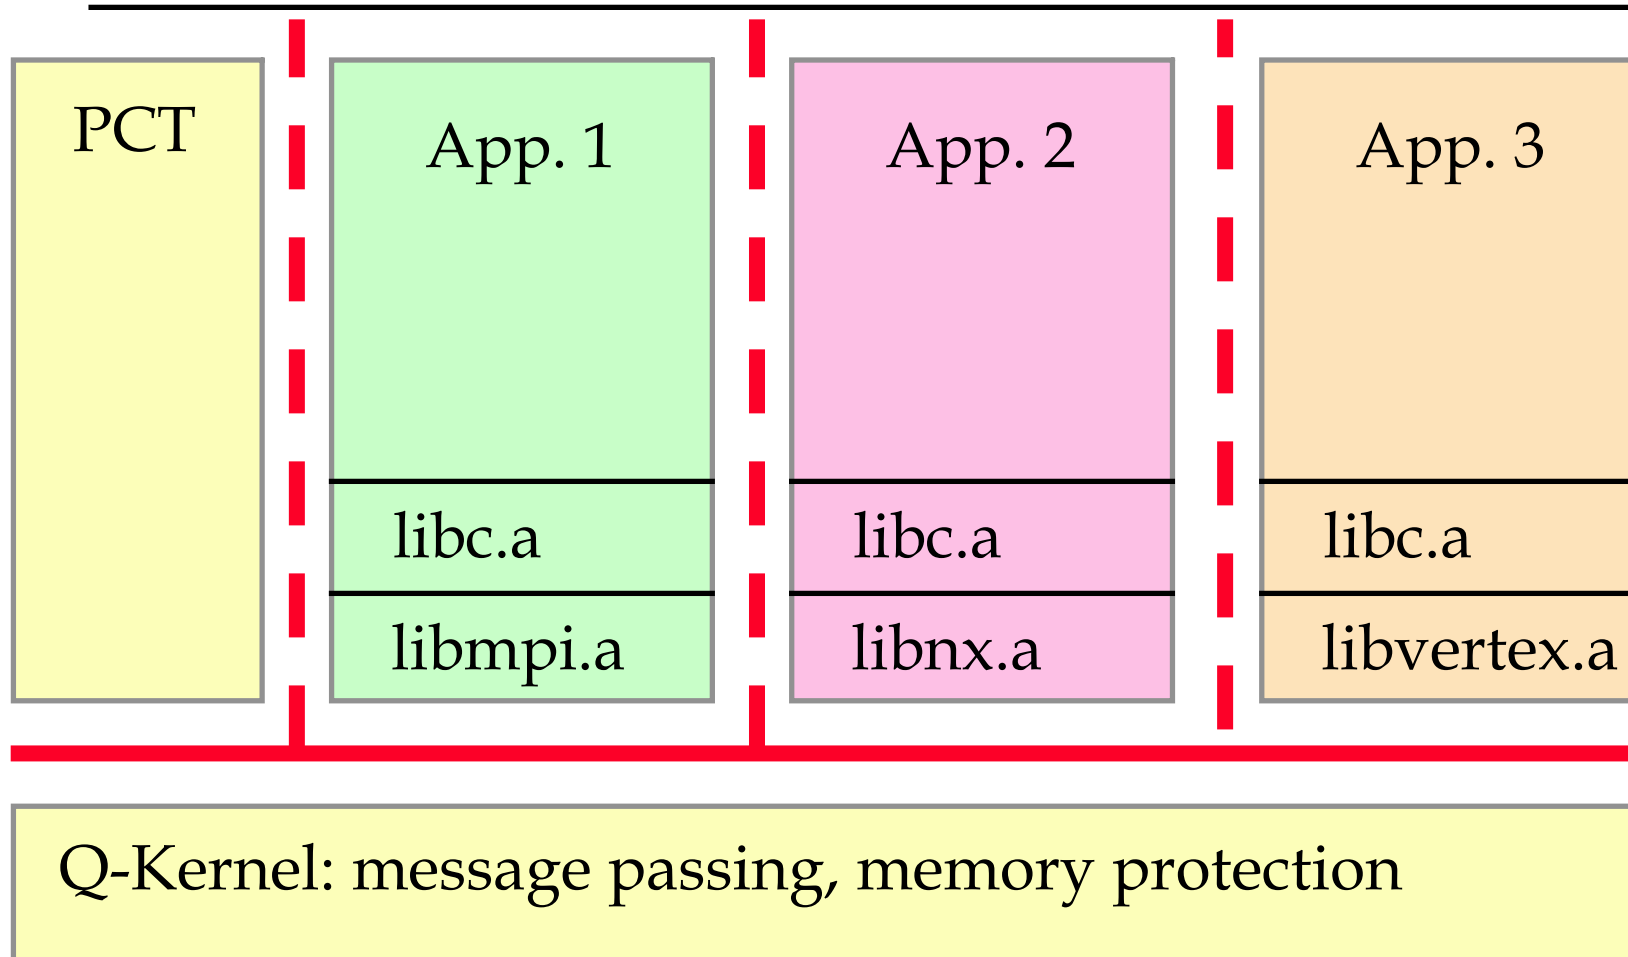 PCT
App. 1
App. 2
App. 3
libc.a
libc.a
libc.a
libmpi.a
libnx.a
libvertex.a
Q-Kernel: message passing, memory protection